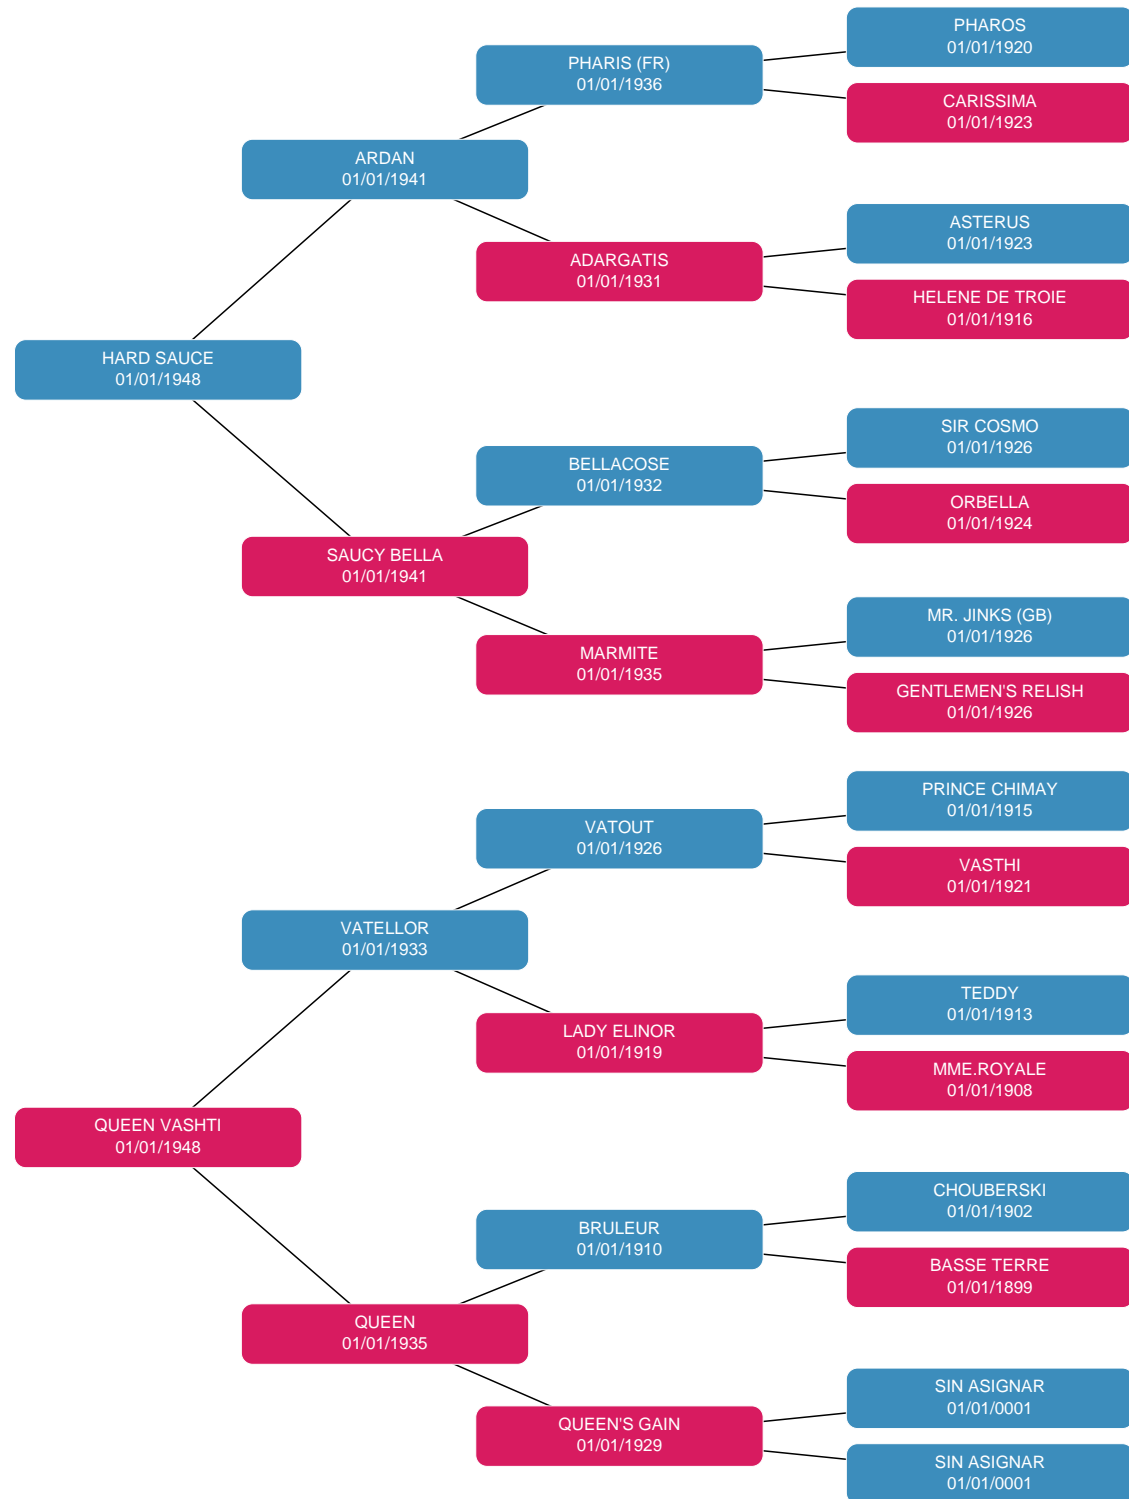 PHAROS
01/01/1920
PHARIS (FR)
01/01/1936
CARISSIMA
01/01/1923
ARDAN
01/01/1941
ASTERUS
01/01/1923
ADARGATIS
01/01/1931
HELENE DE TROIE
01/01/1916
HARD SAUCE
01/01/1948
SIR COSMO
01/01/1926
BELLACOSE
01/01/1932
ORBELLA
01/01/1924
SAUCY BELLA
01/01/1941
MR. JINKS (GB)
01/01/1926
MARMITE
01/01/1935
GENTLEMEN'S RELISH
01/01/1926
PRINCE CHIMAY
01/01/1915
VATOUT
01/01/1926
VASTHI
01/01/1921
VATELLOR
01/01/1933
TEDDY
01/01/1913
LADY ELINOR
01/01/1919
MME.ROYALE
01/01/1908
QUEEN VASHTI
01/01/1948
CHOUBERSKI
01/01/1902
BRULEUR
01/01/1910
BASSE TERRE
01/01/1899
QUEEN
01/01/1935
SIN ASIGNAR
01/01/0001
QUEEN'S GAIN
01/01/1929
SIN ASIGNAR
01/01/0001